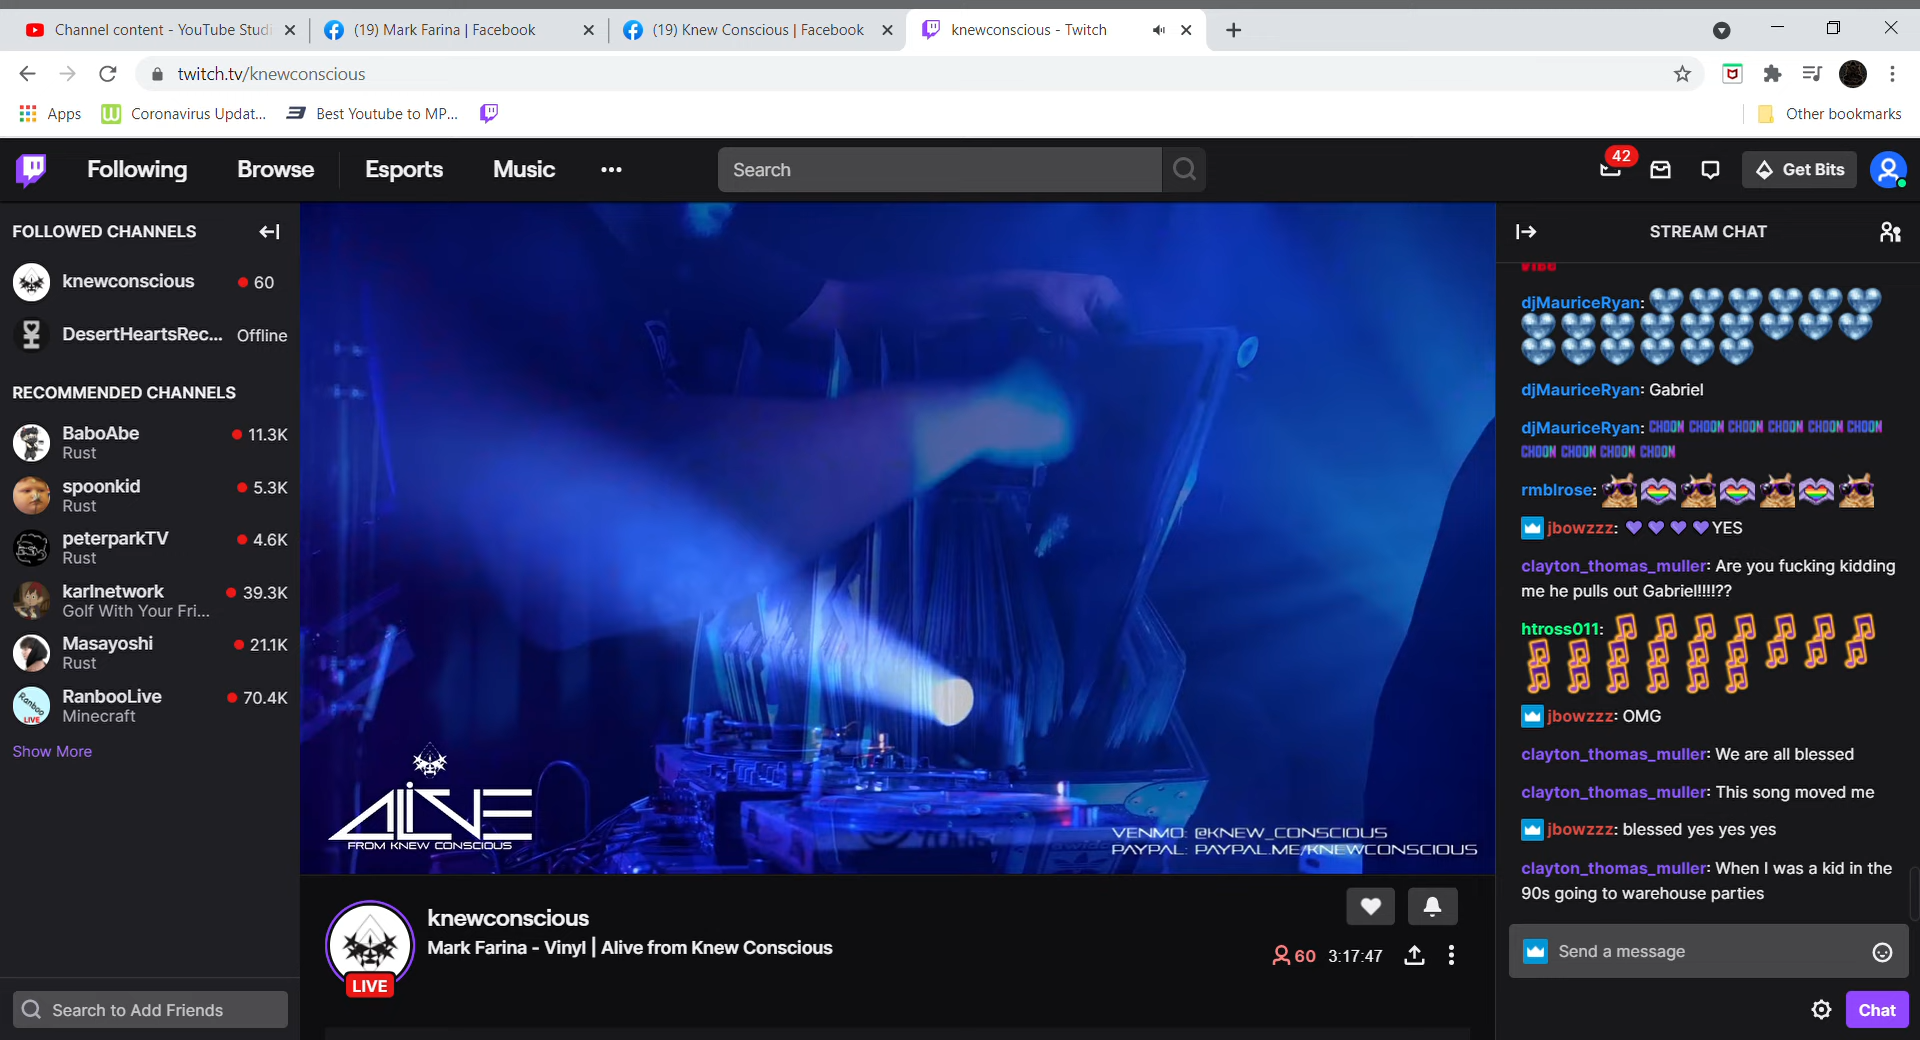 Channel content - YouTube Studi
(19) Mark Farina | Facebook
(19) Knew Conscious | Facebook
knewconscious - Twitch
twitch.tv/knewconscious
Apps
Coronavirus Updat...
Best Youtube to MP...
Other bookmarks
Following
Browse
Esports
Music
Search
42
Get Bits
FOLLOWED CHANNELS
knewconscious
60
DesertHeartsRec...
Offline
RECOMMENDED CHANNELS
BaboAbe
11.3K
Rust
spoonkid
5.3K
Rust
peterparkTV
4.6K
Rust
karlnetwork
39.3K
Golf With Your Fri...
Masayoshi
21.1K
Rust
RanbooLive
70.4K
Minecraft
Show More
Search to Add Friends
ALiVE
FROM KNEW CONSCIOUS
VENMO: @KNEW_CONSCIOUS
PAYPAL: PAYPAL.ME/KNEWCONSCIOUS
knewconscious
Mark Farina - Vinyl | Alive from Knew Conscious
LIVE
60 3:17:47
STREAM CHAT
djMauriceRyan:
djMauriceRyan: Gabriel
djMauriceRyan: CHOON CHOON CHOON CHOON CHOON CHOON
CHOON CHOON CHOON CHOON
rmblrose:
jbowzzz: YES
clayton_thomas_muller: Are you fucking kidding
me he pulls out Gabriel!!!!??
htross011:
jbowzzz: OMG
clayton_thomas_muller: We are all blessed
clayton_thomas_muller: This song moved me
jbowzzz: blessed yes yes yes
clayton_thomas_muller: When I was a kid in the
90s going to warehouse parties
Send a message
Chat